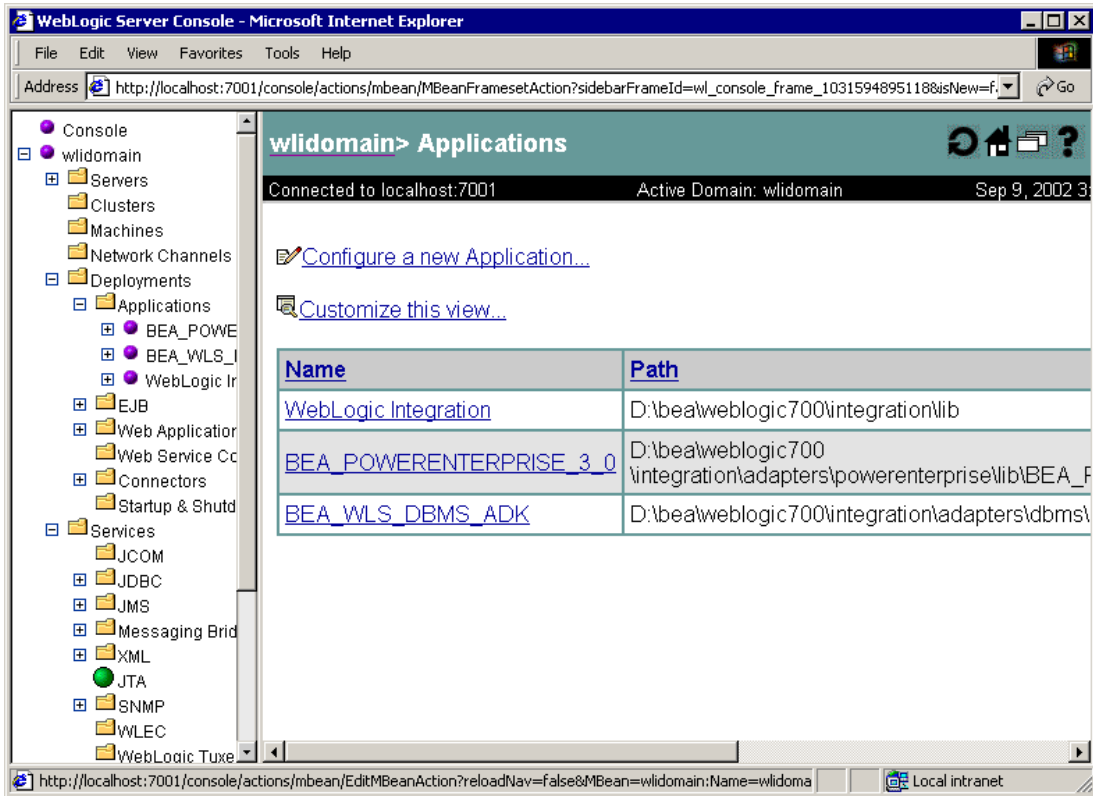 WebLogic Server Console - Microsoft Internet Explorer
File Edit View Favorites Tools Help
Address http://localhost:7001/console/actions/mbean/MBeanFramesetAction?sidebarFrameId=wl_console_frame_1031594895118&isNew=f Go
Console
wlidomain
Servers
Clusters
Machines
Network Channels
Deployments
Applications
BEA_POWE
BEA_WLS_
WebLogic
EJB
Web Applicatio
Web Service
Connectors
Startup & Shutd
Services
JCOM
JDBC
JMS
Messaging Brid
XML
JTA
SNMP
WLEC
WebLogic Tuxe
wlidomain> Applications
?
Connected to localhost:7001 Active Domain: wlidomain Sep 9, 2002 3:
Configure a new Application...
Customize this view...
Name Path
WebLogic Integration D:\bea\weblogic700\integration\lib
BEA_POWERENTERPRISE_3_0 D:\bea\weblogic700
\integration\adapters\powerenterprise\lib\BEA_
BEA_WLS_DBMS_ADK D:\bea\weblogic700\integration\adapters\dbms\
http://localhost:7001/console/actions/mbean/EditMBeanAction?reloadNav=false&MBean=wlidomain:Name=wlidoma Local intranet